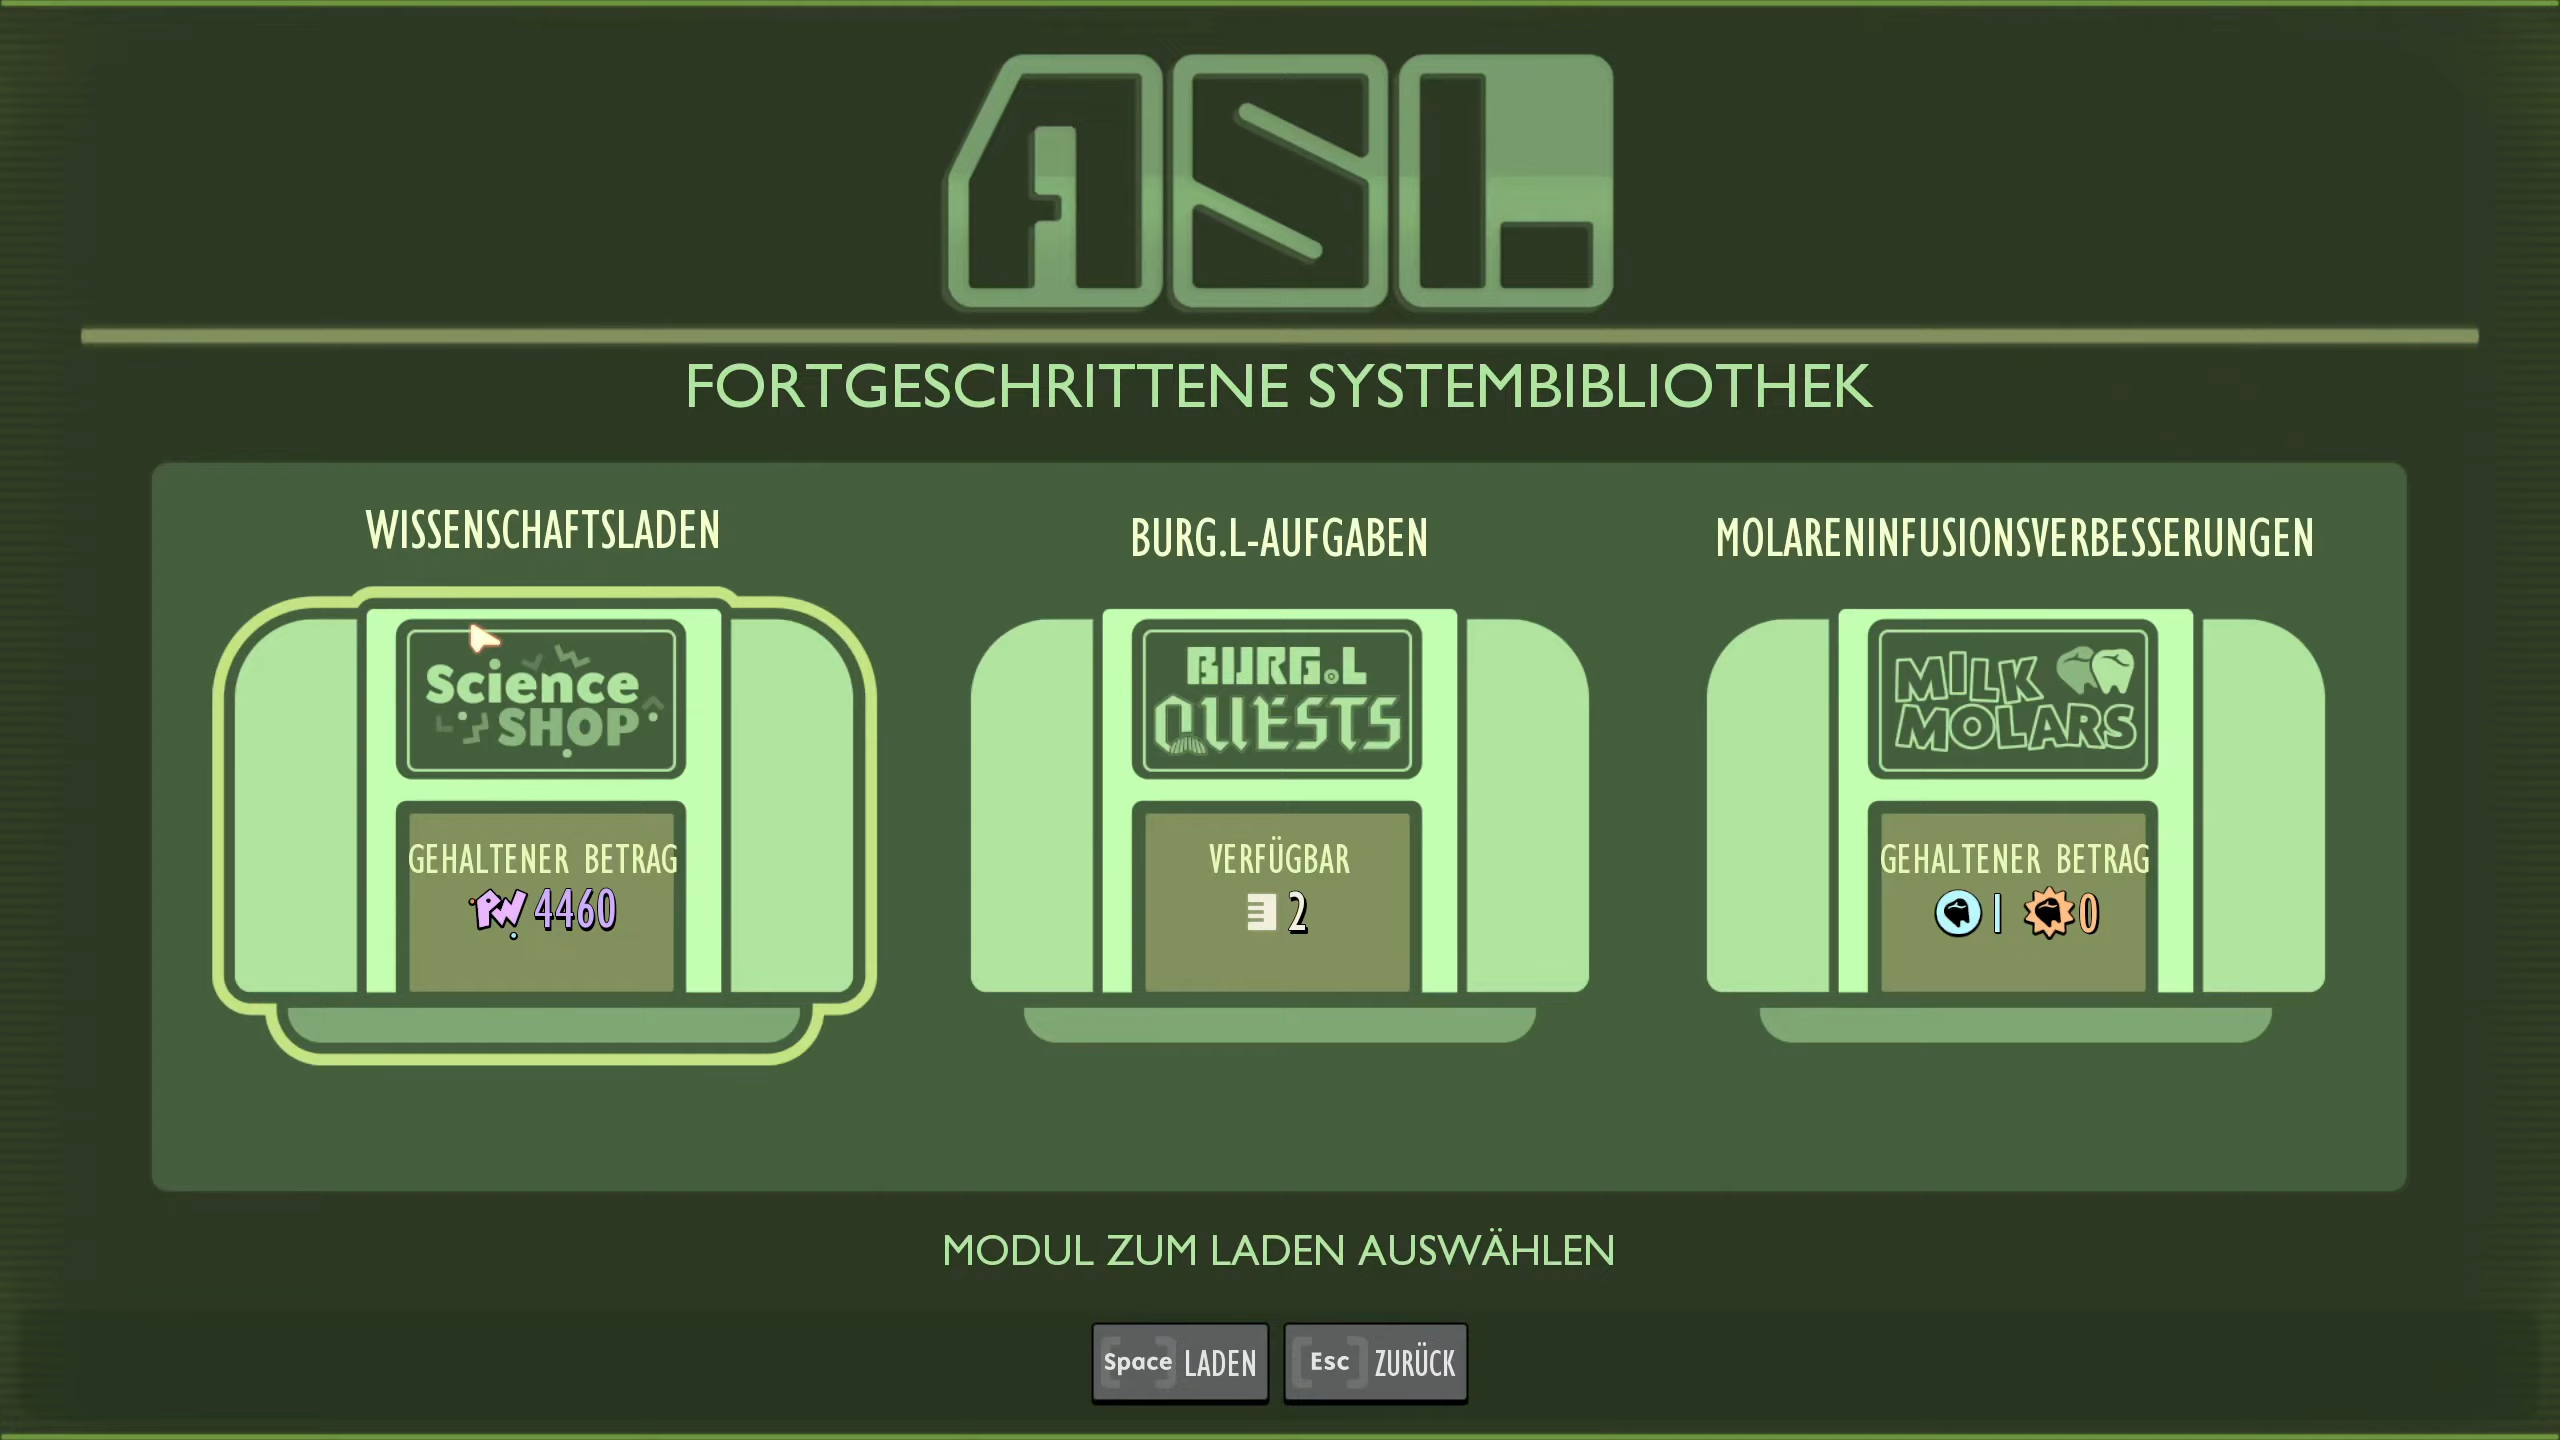 ASL
FORTGESCHRITTENE SYSTEMBIBLIOTHEK
WISSENSCHAFTSLADEN
Science
SHOP
GEHALTENER BETRAG
PW 4460
BURG.L-AUFGABEN
BURG.L
QUESTS
VERFÜGBAR
2
MOLARENINFUSIONSVERBESSERUNGEN
MILK
MOLARS
GEHALTENER BETRAG
1 0
MODUL ZUM LADEN AUSWÄHLEN
Space LADEN Esc ZURÜCK